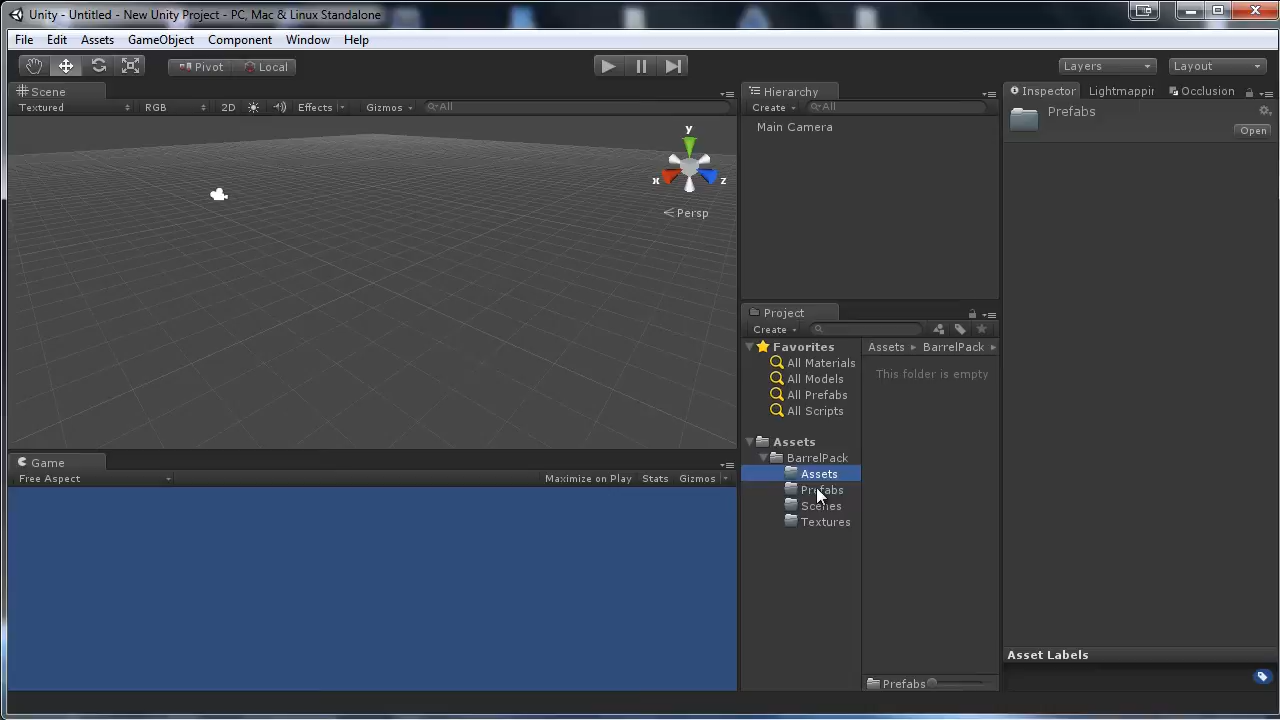 Unity - Untitled - New Unity Project - PC, Mac & Linux Standalone
File Edit Assets GameObject Component Window Help
Pivot Local Layers Layout
Scene
Textured RGB 2D Effects Gizmos All
y
x z
Persp
Hierarchy
Create All
Main Camera
Inspector Lightmappin Occlusion
Prefabs
Open
Project
Create
Favorites
All Materials
All Models
All Prefabs
All Scripts
Assets
BarrelPack
Assets
Prefabs
Scenes
Textures
Assets BarrelPack
This folder is empty
Prefabs
Game
Free Aspect Maximize on Play Stats Gizmos
Asset Labels